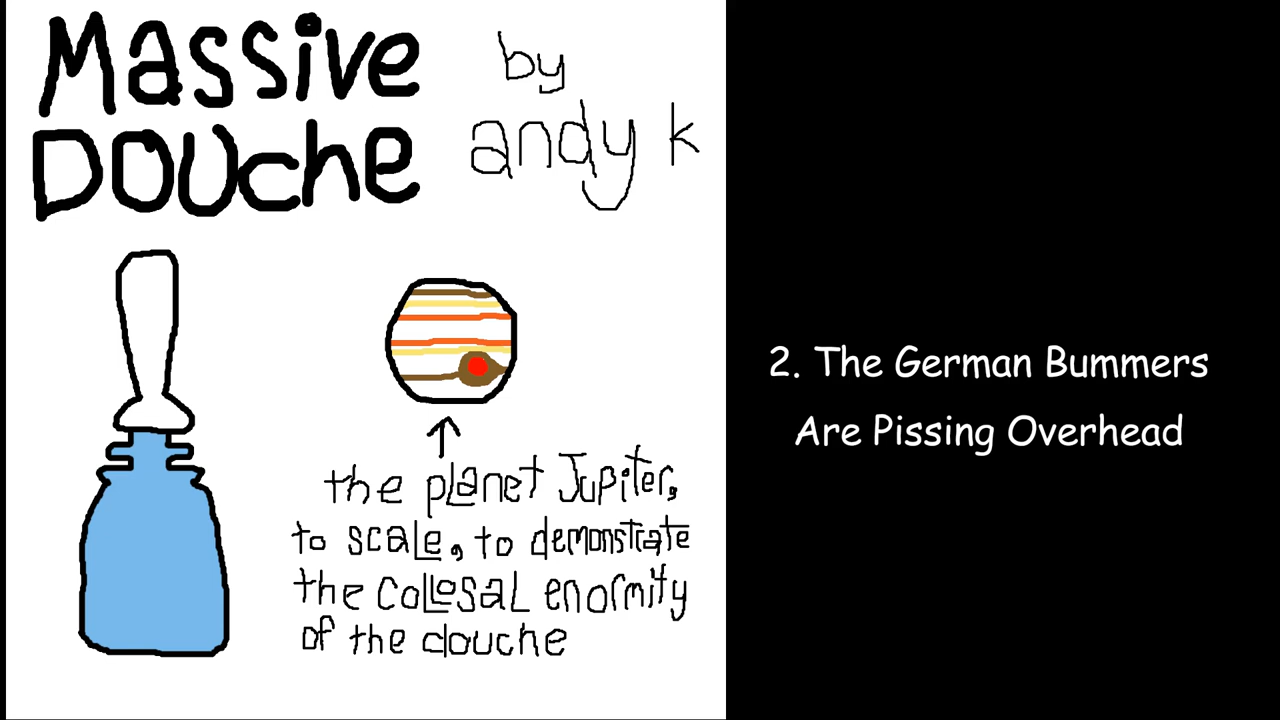 Massive
DOUche
by
andy k
the planet Jupiter,
to scale, to demonstrate
the collosal enormity
of the douche
2. The German Bummers
Are Pissing Overhead